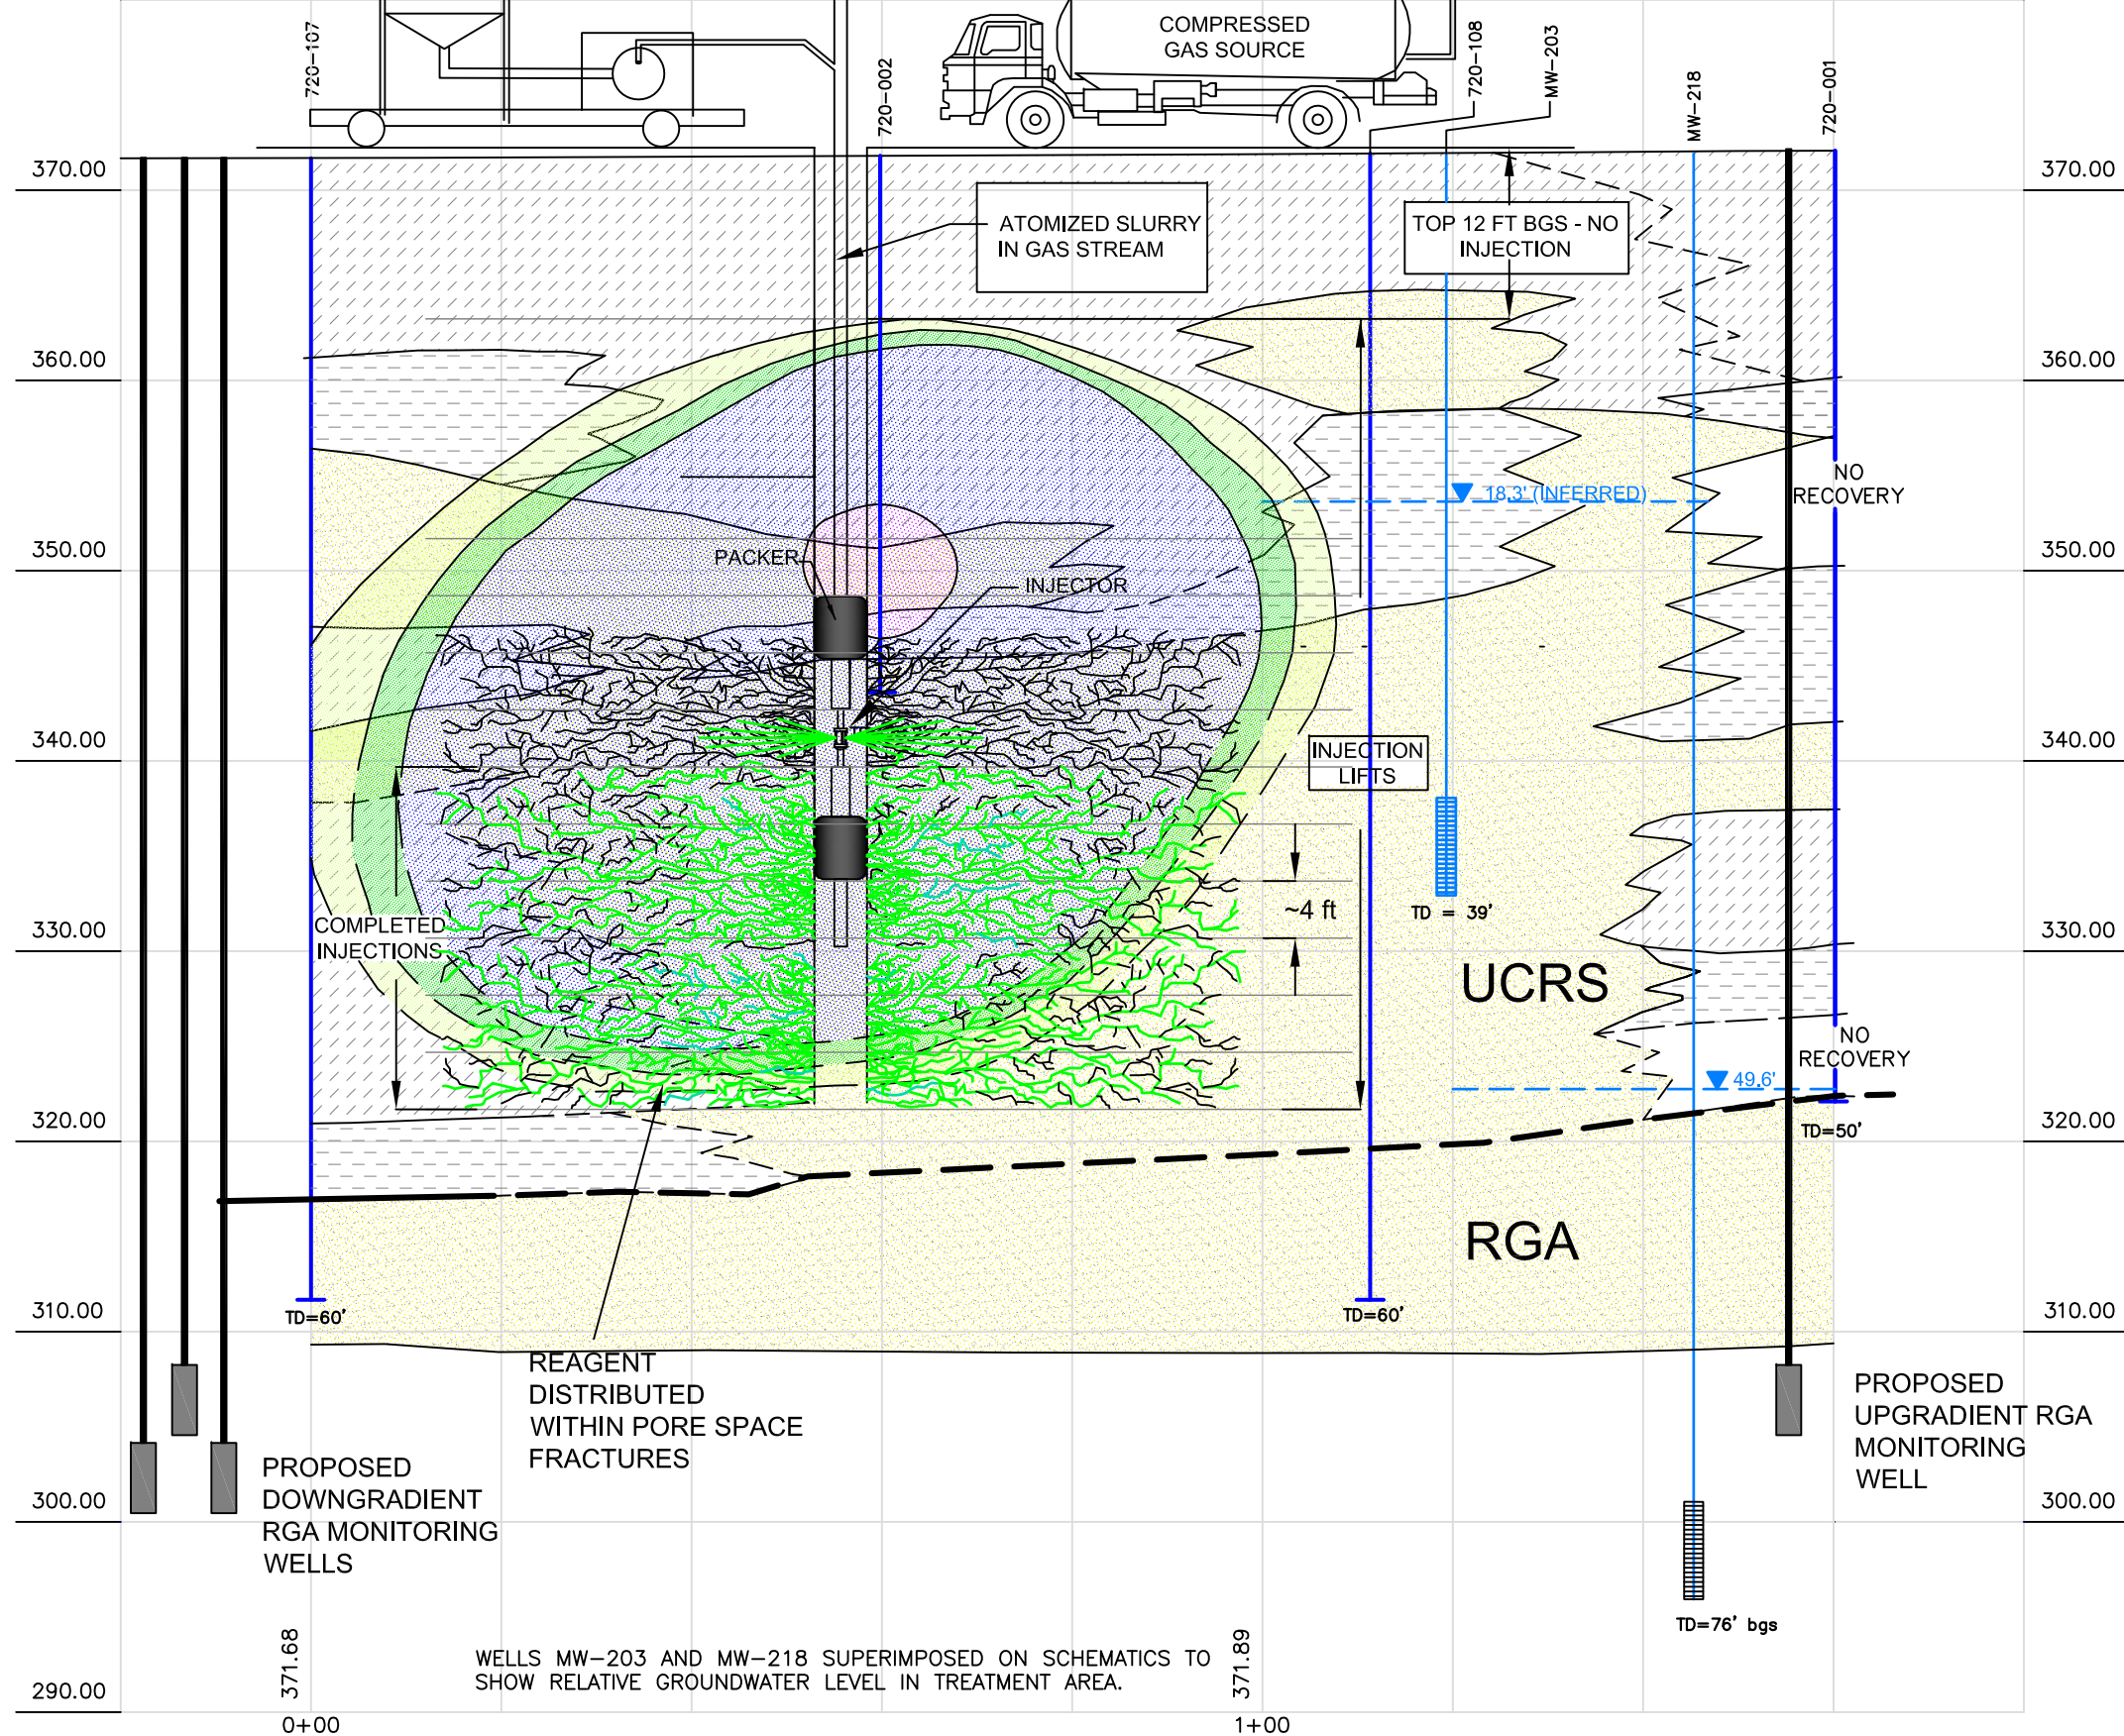 720-107
720-002
COMPRESSED
GAS SOURCE
720-108
MW-203
MW-218
720-001
370.00
370.00
ATOMIZED SLURRY
IN GAS STREAM
TOP 12 FT BGS - NO
INJECTION
360.00
360.00
18.3' (INFERRED)
NO
RECOVERY
350.00
350.00
PACKER
INJECTOR
340.00
340.00
INJECTION
LIFTS
COMPLETED
INJECTIONS
~4 ft
TD = 39'
330.00
330.00
UCRS
NO
RECOVERY
49.6'
320.00
320.00
TD=50'
RGA
310.00
310.00
TD=60'
TD=60'
REAGENT
DISTRIBUTED
WITHIN PORE SPACE
FRACTURES
PROPOSED
UPGRADIENT RGA
MONITORING
WELL
PROPOSED
DOWNGRADIENT
RGA MONITORING
WELLS
300.00
300.00
TD=76' bgs
371.68
371.89
WELLS MW-203 AND MW-218 SUPERIMPOSED ON SCHEMATICS TO
SHOW RELATIVE GROUNDWATER LEVEL IN TREATMENT AREA.
290.00
290.00
0+00
1+00